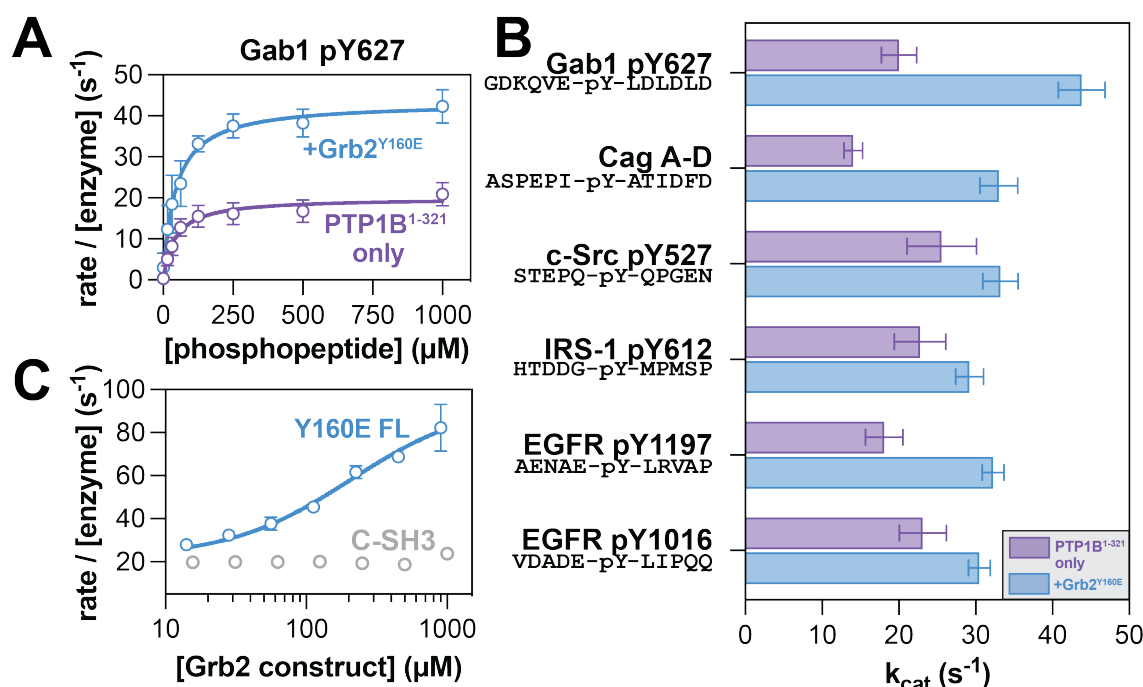 A
Gab1 pY627
rate / [enzyme] (s-1)
50
40
30
20
10
0
+Grb2Y160E
PTP1B1-321
only
0 250 500 750 1000
[phosphopeptide] (µM)
B
Gab1 pY627
GDKQVE-pY-LDLDLD
Cag A-D
ASPEPI-pY-ATIDFD
c-Src pY527
STEPQ-pY-QPGEN
IRS-1 pY612
HTDDG-pY-MPMSP
EGFR pY1197
AENAE-pY-LRVAP
EGFR pY1016
VDADE-pY-LIPQQ
PTP1B1-321
only
+Grb2Y160E
0 10 20 30 40 50
kcat (s-1)
C
rate / [enzyme] (s-1)
100
80
60
40
20
Y160E FL
C-SH3
10 100 1000
[Grb2 construct] (µM)